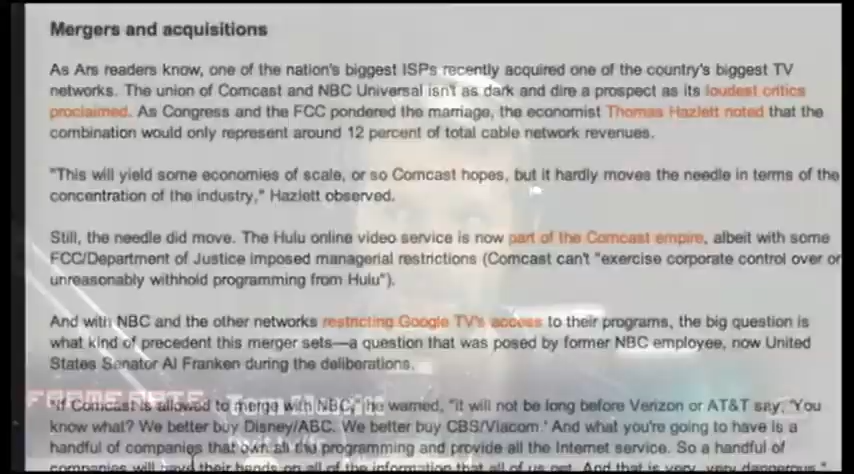 Mergers and acquisitions
As Ars readers know, one of the nation's biggest ISPs recently acquired one of the country's biggest TV
networks. The union of Comcast and NBC Universal isn't as dark and dire a prospect as its loudest critics
proclaimed. As Congress and the FCC pondered the marriage, the economist Thomas Hazlett noted that the
combination would only represent around 12 percent of total cable network revenues.
"This will yield some economies of scale, or so Comcast hopes, but it hardly moves the needle in terms of the
concentration of the industry," Hazlett observed.
Still, the needle did move. The Hulu online video service is now part of the Comcast empire, albeit with some
FCC/Department of Justice imposed managerial restrictions (Comcast can't "exercise corporate control over or
unreasonably withhold programming from Hulu").
And with NBC and the other networks restricting Google TV's access to their programs, the big question is
what kind of precedent this merger sets—a question that was posed by former NBC employee, now United
States Senator Al Franken during the deliberations.
"If Comcast is allowed to merge with NBC," he warned, "it will not be long before Verizon or AT&T say, 'You
know what? We better buy Disney/ABC. We better buy CBS/Viacom.' And what you're going to have is a
handful of companies that own all the programming and provide all the Internet service. So a handful of
companies will have their hands on all of the information that all of us get. And that is very, very dangerous."
FRAME RATE
Tom Merritt